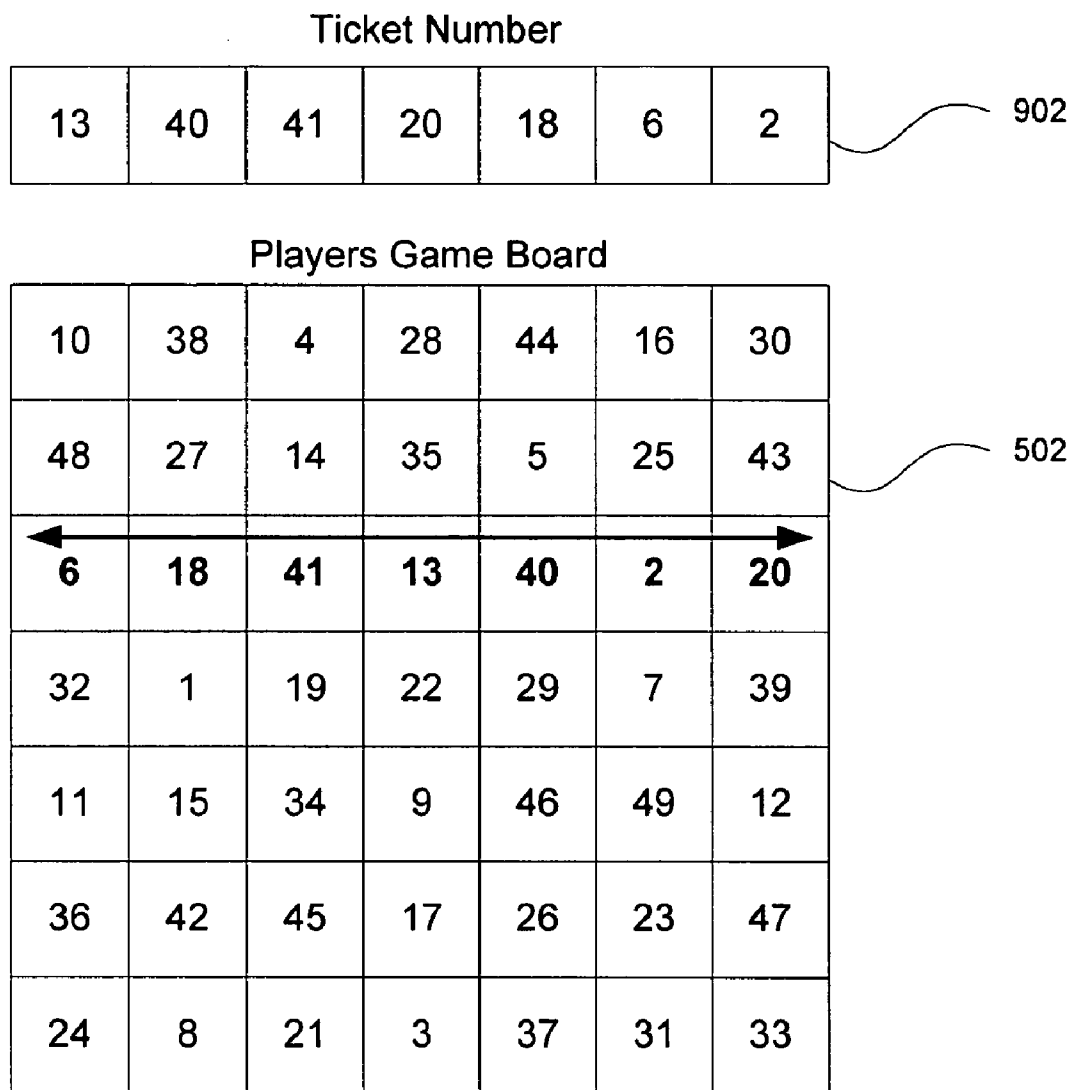 Ticket Number
13 40 41 20 18 6 2
902
Players Game Board
10 38 4 28 44 16 30
48 27 14 35 5 25 43
502
6 18 41 13 40 2 20
32 1 19 22 29 7 39
11 15 34 9 46 49 12
36 42 45 17 26 23 47
24 8 21 3 37 31 33